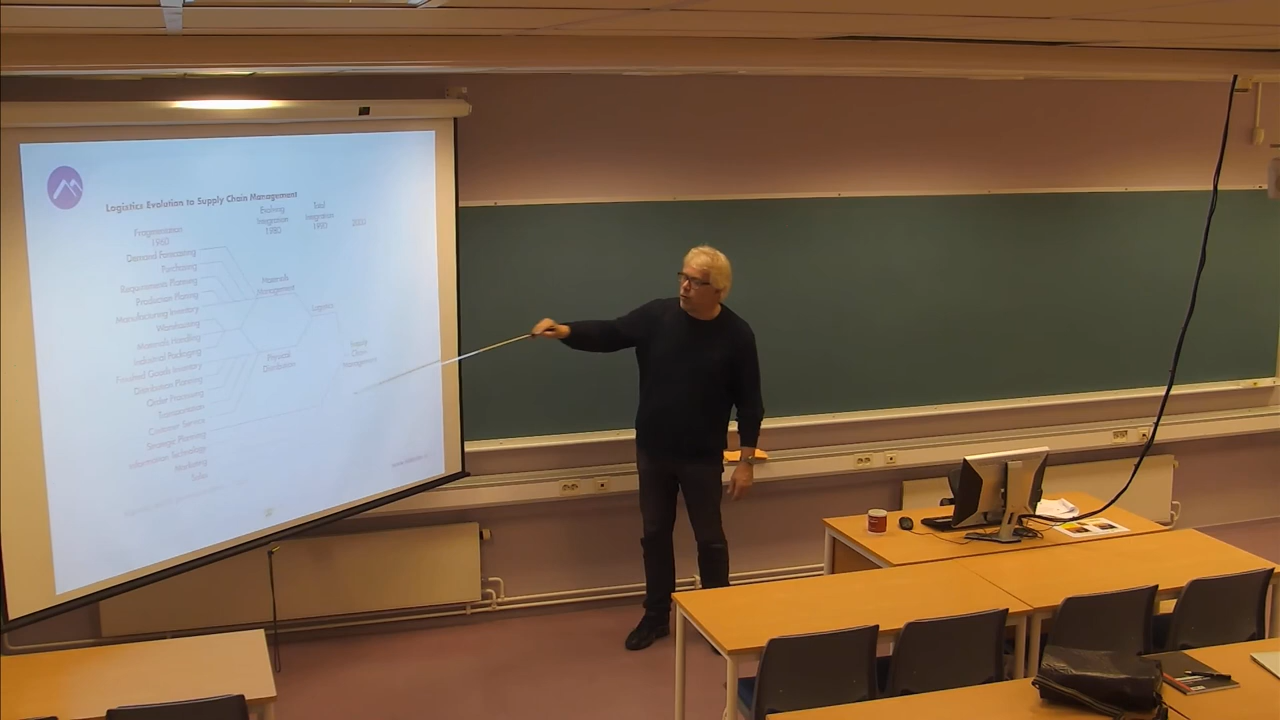 Logistics Evolution to Supply Chain Management
Fragmentation
1960
Evolving
Integration
1980
Total
Integration
1990
2000
Demand Forecasting
Purchasing
Requirements Planning
Production Planning
Manufacturing Inventory
Warehousing
Materials Handling
Industrial Packaging
Finished Goods Inventory
Distribution Planning
Order Processing
Transportation
Customer Service
Strategic Planning
Information Technology
Marketing
Sales
Materials
Management
Physical
Distribution
Logistics
Supply
Chain
Management